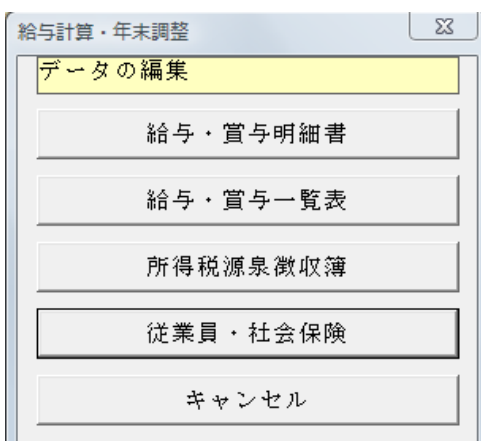 給与計算・年末調整
データの編集
給与・賞与明細書
給与・賞与一覧表
所得税源泉徴収簿
従業員・社会保険
キャンセル